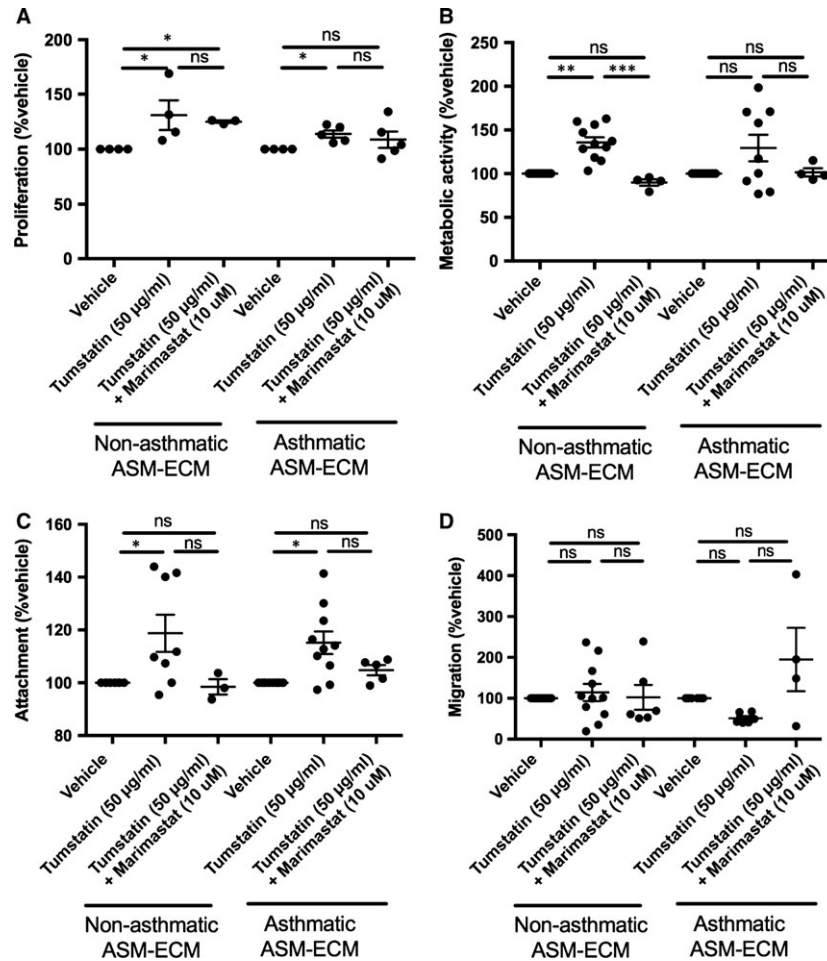 A
Proliferation (%vehicle)
200
150
100
50
0
*
*
ns
ns
*
ns
Vehicle
Tumstatin (50 µg/ml)
Tumstatin (50 µg/ml)
+ Marimastat (10 uM)
Vehicle
Tumstatin (50 µg/ml)
Tumstatin (50 µg/ml)
+ Marimastat (10 uM)
Non-asthmatic
ASM-ECM
Asthmatic
ASM-ECM
B
Metabolic activity (%vehicle)
250
200
150
100
50
0
ns
**
***
ns
ns
ns
Vehicle
Tumstatin (50 µg/ml)
Tumstatin (50 µg/ml)
+ Marimastat (10 uM)
Vehicle
Tumstatin (50 µg/ml)
Tumstatin (50 µg/ml)
+ Marimastat (10 uM)
Non-asthmatic
ASM-ECM
Asthmatic
ASM-ECM
C
Attachment (%vehicle)
160
140
120
100
80
ns
*
ns
ns
*
ns
Vehicle
Tumstatin (50 µg/ml)
Tumstatin (50 µg/ml)
+ Marimastat (10 uM)
Vehicle
Tumstatin (50 µg/ml)
Tumstatin (50 µg/ml)
+ Marimastat (10 uM)
Non-asthmatic
ASM-ECM
Asthmatic
ASM-ECM
D
Migration (%vehicle)
500
400
300
200
100
0
ns
ns
ns
ns
ns
ns
Vehicle
Tumstatin (50 µg/ml)
Tumstatin (50 µg/ml)
+ Marimastat (10 uM)
Vehicle
Tumstatin (50 µg/ml)
Tumstatin (50 µg/ml)
+ Marimastat (10 uM)
Non-asthmatic
ASM-ECM
Asthmatic
ASM-ECM